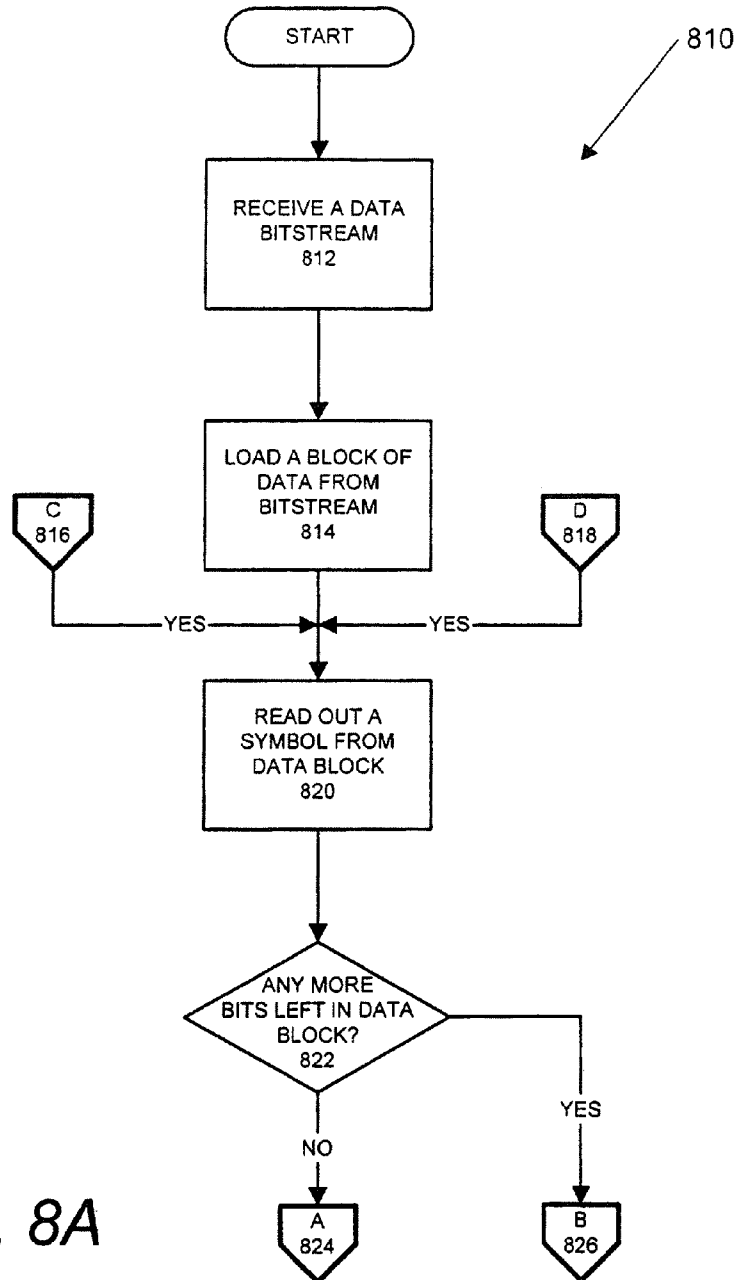 START
810
RECEIVE A DATA
BITSTREAM
812
LOAD A BLOCK OF
DATA FROM
BITSTREAM
814
C
816
D
818
YES
YES
READ OUT A
SYMBOL FROM
DATA BLOCK
820
ANY MORE
BITS LEFT IN DATA
BLOCK?
822
YES
NO
8A
A
824
B
826